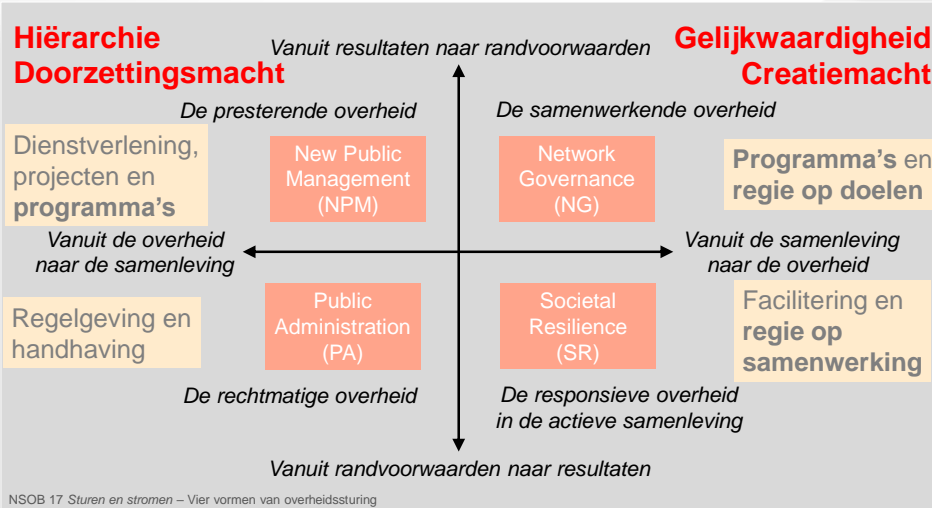 Hiërarchie
Doorzettingsmacht
Vanuit resultaten naar randvoorwaarden
Gelijkwaardigheid
Creatiemacht
De presterende overheid
De samenwerkende overheid
Dienstverlening,
projecten en
programma's
New Public
Management
(NPM)
Network
Governance
(NG)
Programma's en
regie op doelen
Vanuit de overheid
naar de samenleving
Vanuit de samenleving
naar de overheid
Regelgeving en
handhaving
Public
Administration
(PA)
Societal
Resilience
(SR)
Facilitering en
regie op
samenwerking
De rechtmatige overheid
De responsieve overheid
in de actieve samenleving
Vanuit randvoorwaarden naar resultaten
NSOB 17 Sturen en stromen – Vier vormen van overheidssturing